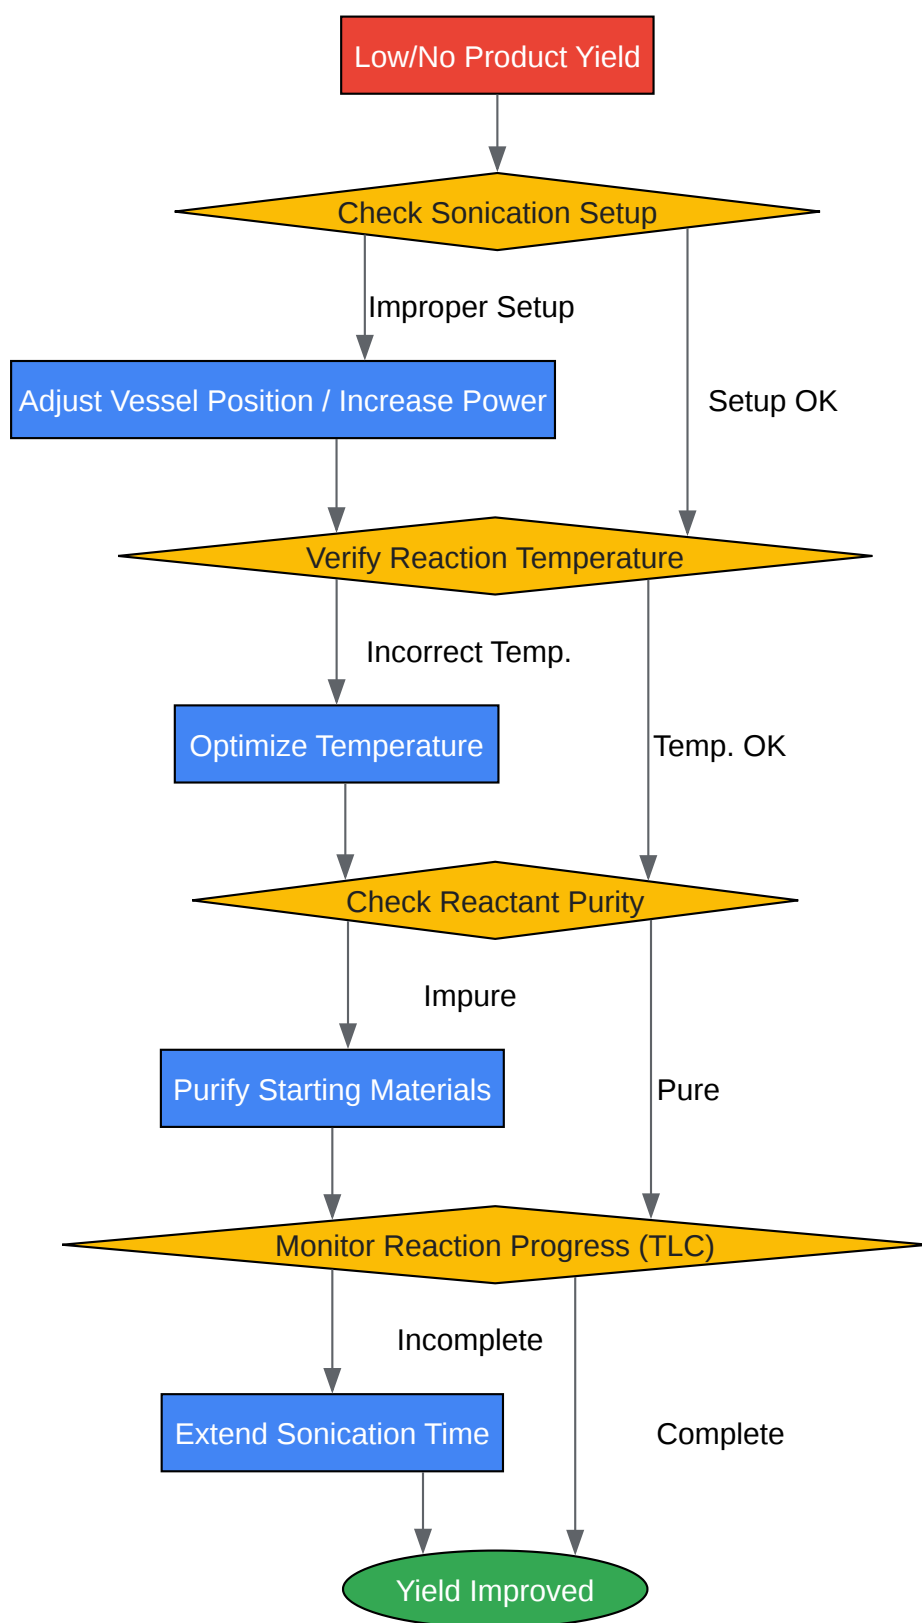 Low/No Product Yield
Check Sonication Setup
Improper Setup
Adjust Vessel Position / Increase Power
Setup OK
Verify Reaction Temperature
Incorrect Temp.
Optimize Temperature
Temp. OK
Check Reactant Purity
Impure
Purify Starting Materials
Pure
Monitor Reaction Progress (TLC)
Incomplete
Extend Sonication Time
Complete
Yield Improved